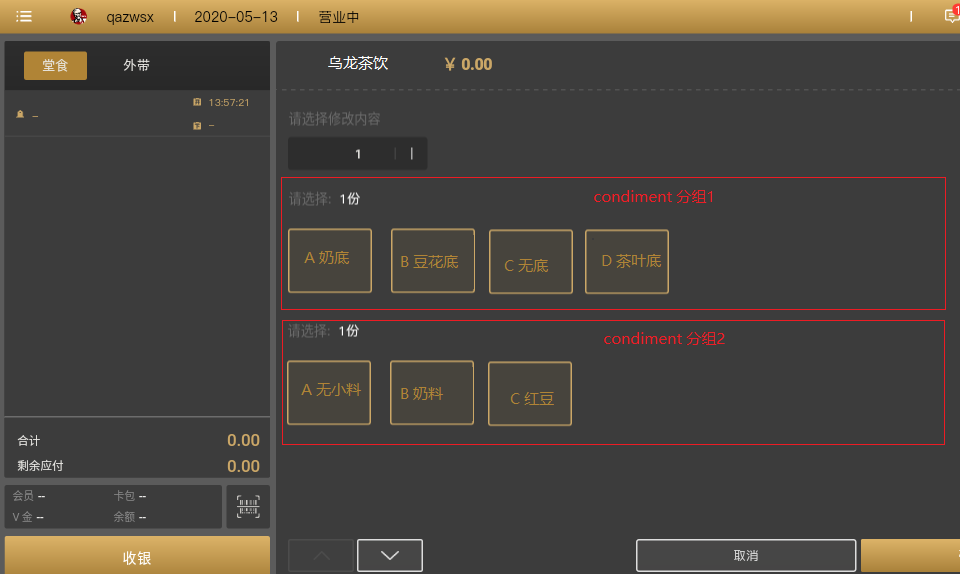 qazwsx | 2020-05-13 | 营业中 | 1
堂食 外带
乌龙茶饮 ¥ 0.00
13:57:21
--
--
请选择修改内容
1 |
请选择: 1份 condiment 分组1
A 奶底 B 豆花底 C 无底 D 茶叶底
请选择: 1份 condiment 分组2
A 无小料 B 奶料 C 红豆
合计 0.00
剩余应付 0.00
会员 -- 卡包 --
V 金 -- 余额 --
收银
取消